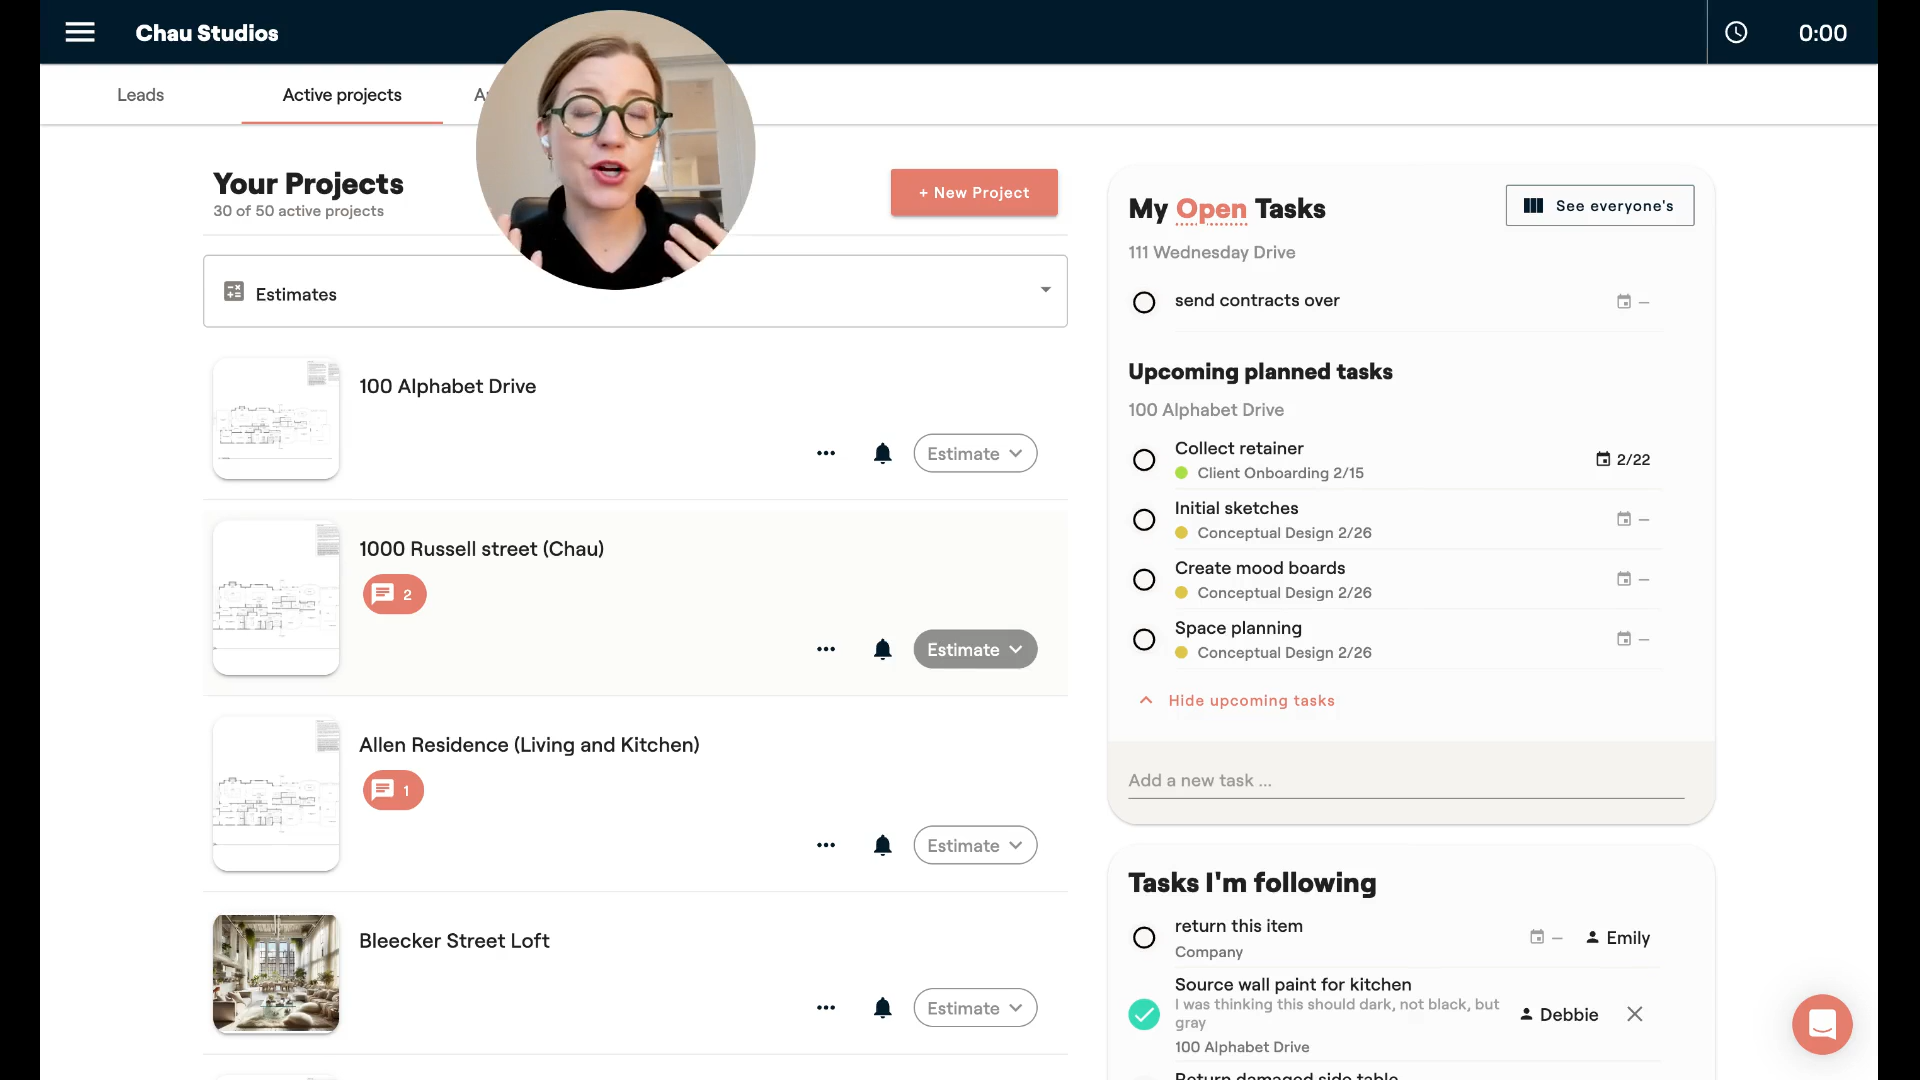 Chau Studios
0:00
Leads
Active projects
Your Projects
30 of 50 active projects
+ New Project
Estimates
100 Alphabet Drive
Estimate
1000 Russell street (Chau)
2
Estimate
Allen Residence (Living and Kitchen)
1
Estimate
Bleecker Street Loft
Estimate
My Open Tasks
See everyone's
111 Wednesday Drive
send contracts over
–
Upcoming planned tasks
100 Alphabet Drive
Collect retainer
Client Onboarding 2/15
2/22
Initial sketches
Conceptual Design 2/26
–
Create mood boards
Conceptual Design 2/26
–
Space planning
Conceptual Design 2/26
–
Hide upcoming tasks
Add a new task ...
Tasks I'm following
return this item
Company
– Emily
Source wall paint for kitchen
I was thinking this should dark, not black, but
gray
Debbie
100 Alphabet Drive
Return damaged side table